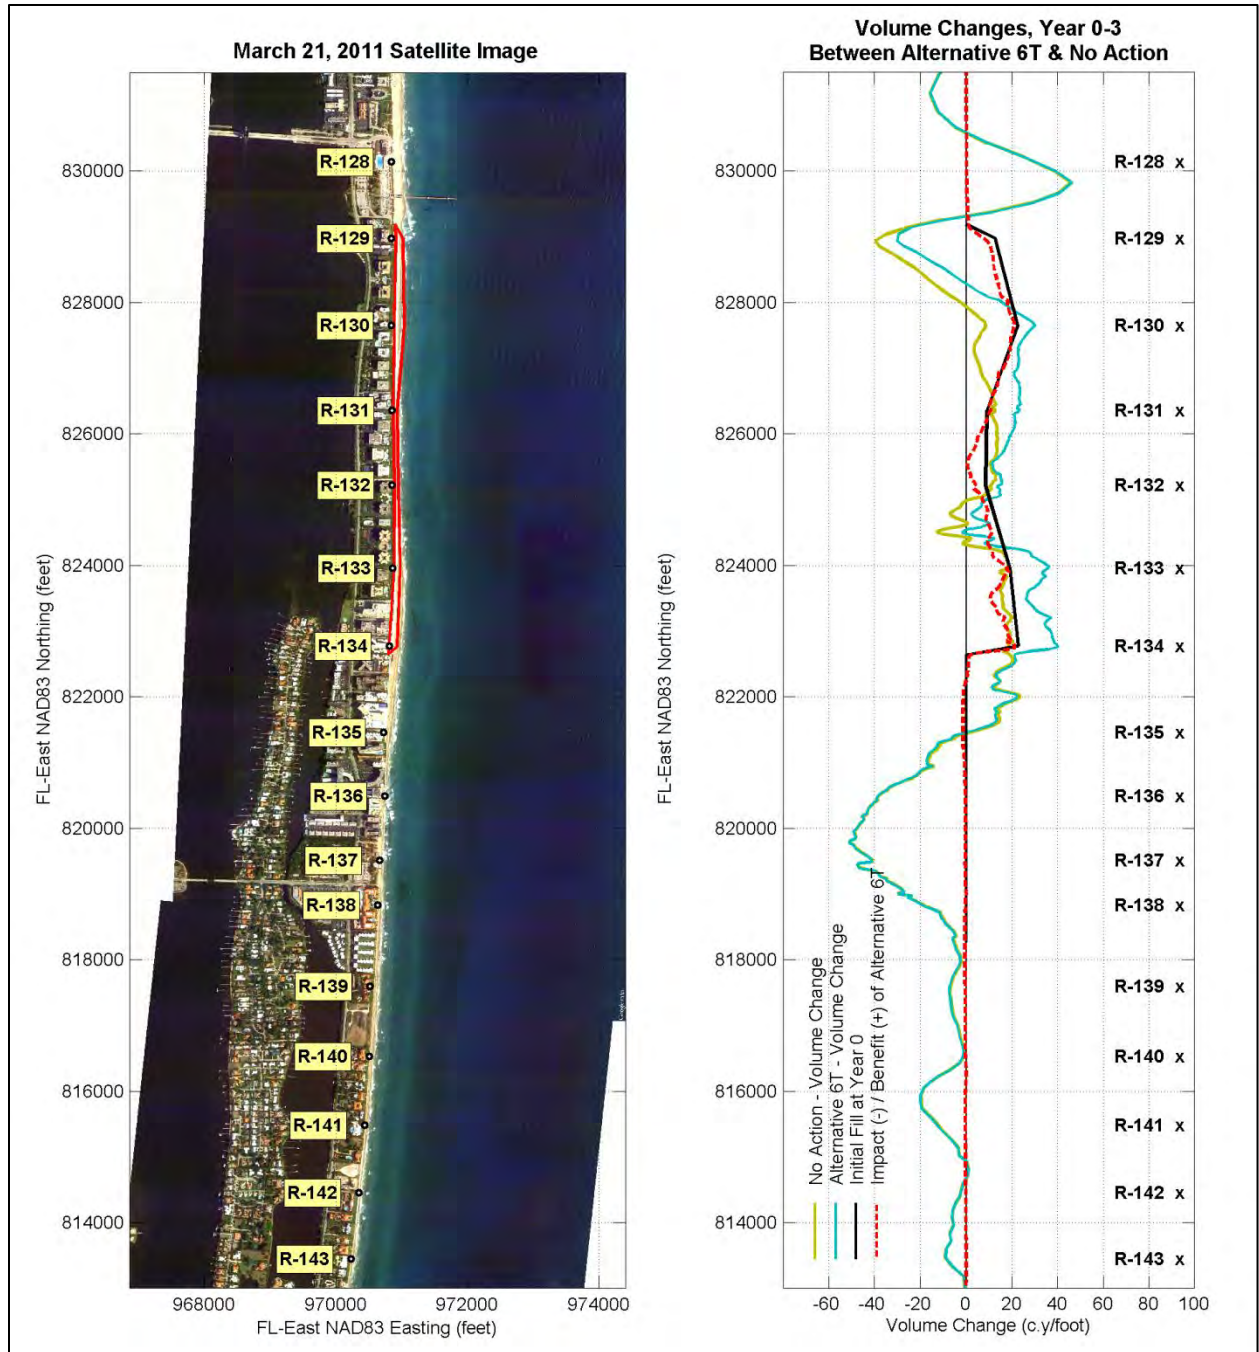 March 21, 2011 Satellite Image
830000
828000
826000
824000
822000
820000
818000
816000
814000
FL-East NAD83 Northing (feet)
R-128
R-129
R-130
R-131
R-132
R-133
R-134
R-135
R-136
R-137
R-138
R-139
R-140
R-141
R-142
R-143
968000 970000 972000 974000
FL-East NAD83 Easting (feet)
Volume Changes, Year 0-3
Between Alternative 6T & No Action
830000
828000
826000
824000
822000
820000
818000
816000
814000
FL-East NAD83 Northing (feet)
R-128 x
R-129 x
R-130 x
R-131 x
R-132 x
R-133 x
R-134 x
R-135 x
R-136 x
R-137 x
R-138 x
R-139 x
R-140 x
R-141 x
R-142 x
R-143 x
No Action - Volume Change
Alternative 6T - Volume Change
Initial Fill at Year 0
Impact (-) / Benefit (+) of Alternative 6T
-60 -40 -20 0 20 40 60 80 100
Volume Change (c.y/foot)